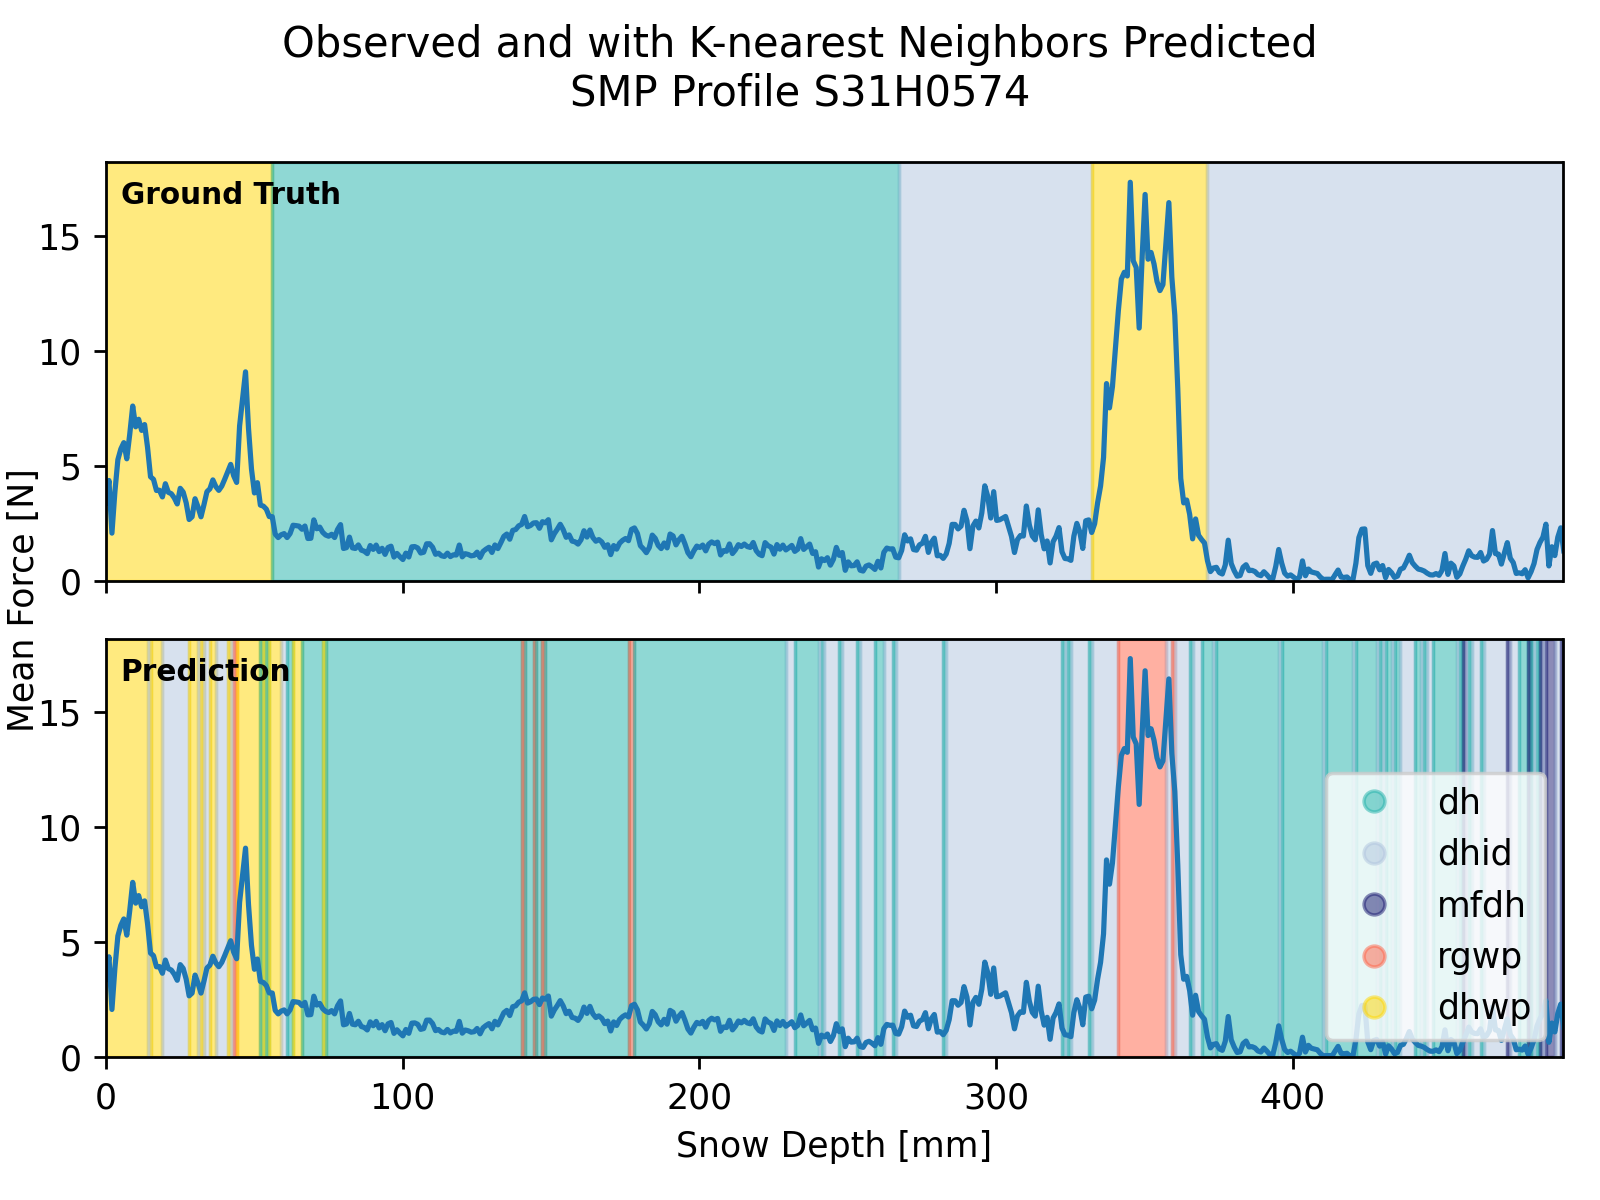 Observed and with K-nearest Neighbors Predicted
SMP Profile S31H0574
Ground Truth
15
10
5
0
Mean Force [N]
Prediction
15
10
5
0
dh
dhid
mfdh
rgwp
dhwp
0 100 200 300 400
Snow Depth [mm]